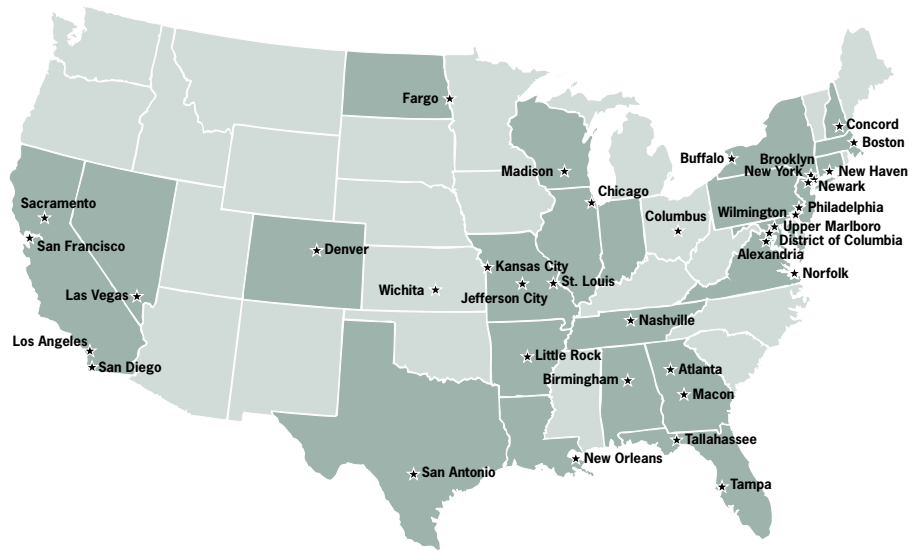 Fargo
Concord
Boston
Buffalo
Brooklyn
New York
New Haven
Newark
Madison
Chicago
Columbus
Wilmington
Philadelphia
Upper Marlboro
District of Columbia
Alexandria
Norfolk
Sacramento
San Francisco
Denver
Kansas City
Wichita
Jefferson City
St. Louis
Las Vegas
Nashville
Los Angeles
San Diego
Little Rock
Birmingham
Atlanta
Macon
Tallahassee
New Orleans
San Antonio
Tampa